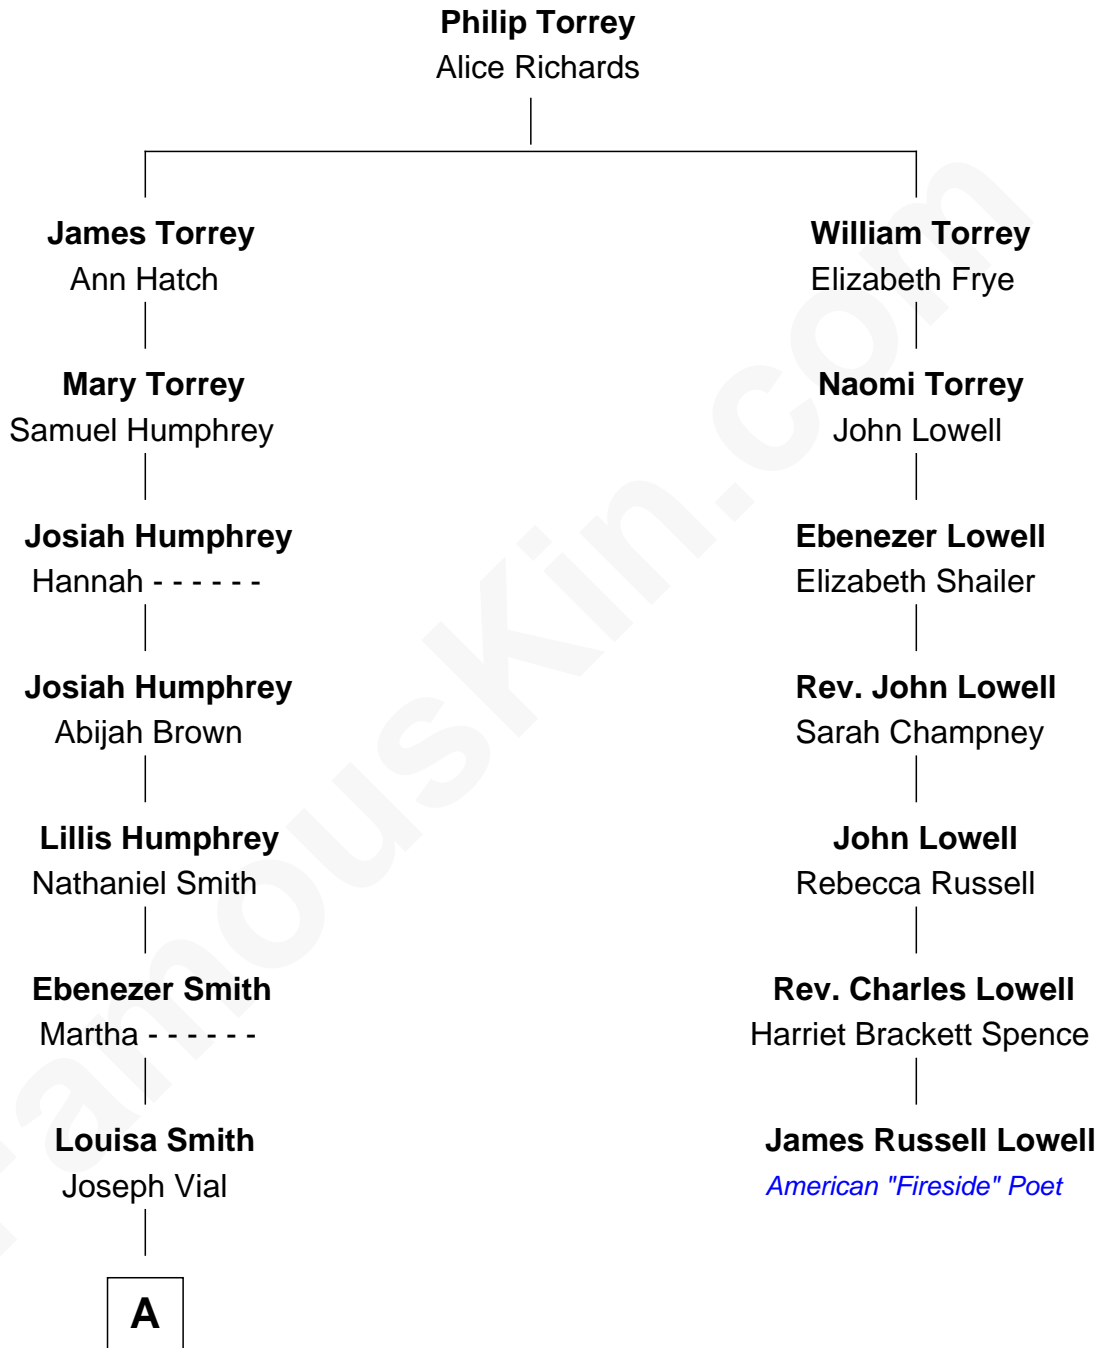 Philip Torrey
Alice Richards
James Torrey
Ann Hatch
William Torrey
Elizabeth Frye
Mary Torrey
Samuel Humphrey
Naomi Torrey
John Lowell
Josiah Humphrey
Hannah - - - - - -
Ebenezer Lowell
Elizabeth Shailer
Josiah Humphrey
Abijah Brown
Rev. John Lowell
Sarah Champney
Lillis Humphrey
Nathaniel Smith
John Lowell
Rebecca Russell
Ebenezer Smith
Martha - - - - - -
Rev. Charles Lowell
Harriet Brackett Spence
Louisa Smith
Joseph Vial
James Russell Lowell
American "Fireside" Poet
A
FamousKin.com